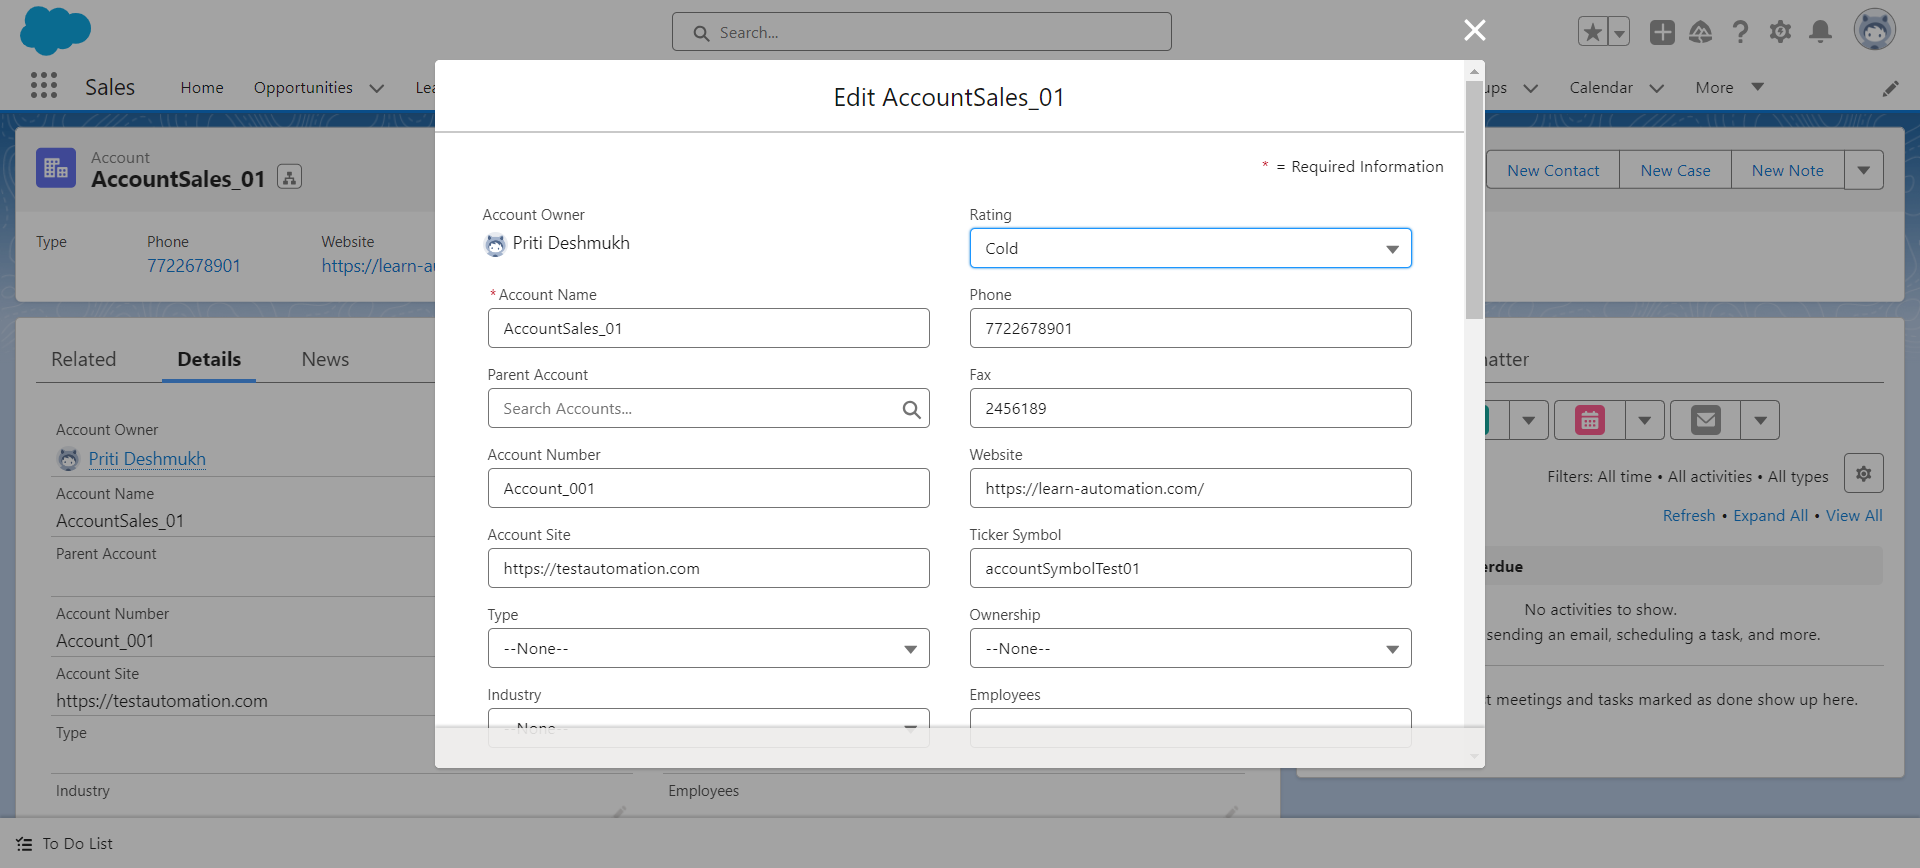 Search...
Sales
Home
Opportunities
Calendar
More
Account
AccountSales_01
New Contact
New Case
New Note
Type
Phone
7722678901
Website
https://learn-a
Related
Details
News
Account Owner
Priti Deshmukh
Account Name
AccountSales_01
Parent Account
Account Number
Account_001
Account Site
https://testautomation.com
Type
Industry
Employees
Edit AccountSales_01
* = Required Information
Account Owner
Priti Deshmukh
Rating
Cold
*Account Name
AccountSales_01
Phone
7722678901
Parent Account
Search Accounts...
Fax
2456189
Account Number
Account_001
Website
https://learn-automation.com/
Account Site
https://testautomation.com
Ticker Symbol
accountSymbolTest01
Type
--None--
Ownership
--None--
Industry
--None--
Employees
Filters: All time • All activities • All types
Refresh • Expand All • View All
No activities to show.
sending an email, scheduling a task, and more.
meetings and tasks marked as done show up here.
To Do List